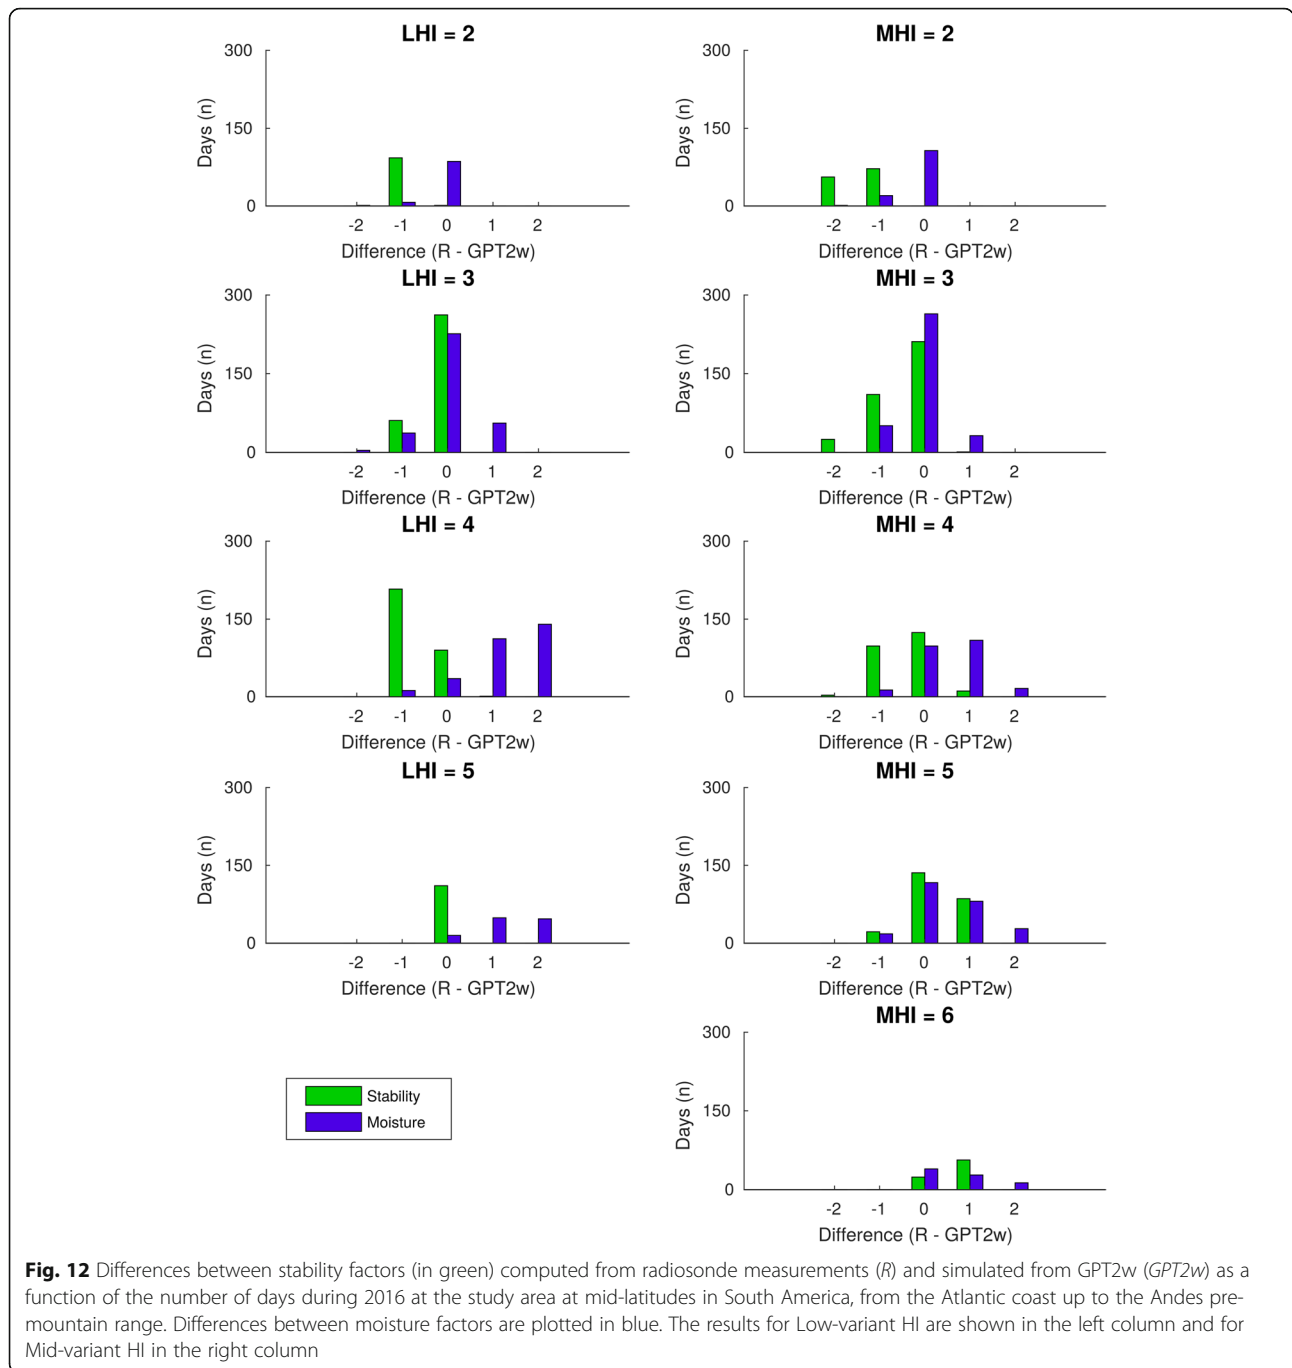 LHI = 2
300
150
0
Days (n)
-2 -1 0 1 2
Difference (R - GPT2w)
MHI = 2
300
150
0
Days (n)
-2 -1 0 1 2
Difference (R - GPT2w)
LHI = 3
300
150
0
Days (n)
-2 -1 0 1 2
Difference (R - GPT2w)
MHI = 3
300
150
0
Days (n)
-2 -1 0 1 2
Difference (R - GPT2w)
LHI = 4
300
150
0
Days (n)
-2 -1 0 1 2
Difference (R - GPT2w)
MHI = 4
300
150
0
Days (n)
-2 -1 0 1 2
Difference (R - GPT2w)
LHI = 5
300
150
0
Days (n)
-2 -1 0 1 2
Difference (R - GPT2w)
MHI = 5
300
150
0
Days (n)
-2 -1 0 1 2
Difference (R - GPT2w)
MHI = 6
300
150
0
Days (n)
-2 -1 0 1 2
Difference (R - GPT2w)
Stability
Moisture
Fig. 12 Differences between stability factors (in green) computed from radiosonde measurements (R) and simulated from GPT2w (GPT2w) as a
function of the number of days during 2016 at the study area at mid-latitudes in South America, from the Atlantic coast up to the Andes pre-
mountain range. Differences between moisture factors are plotted in blue. The results for Low-variant HI are shown in the left column and for
Mid-variant HI in the right column